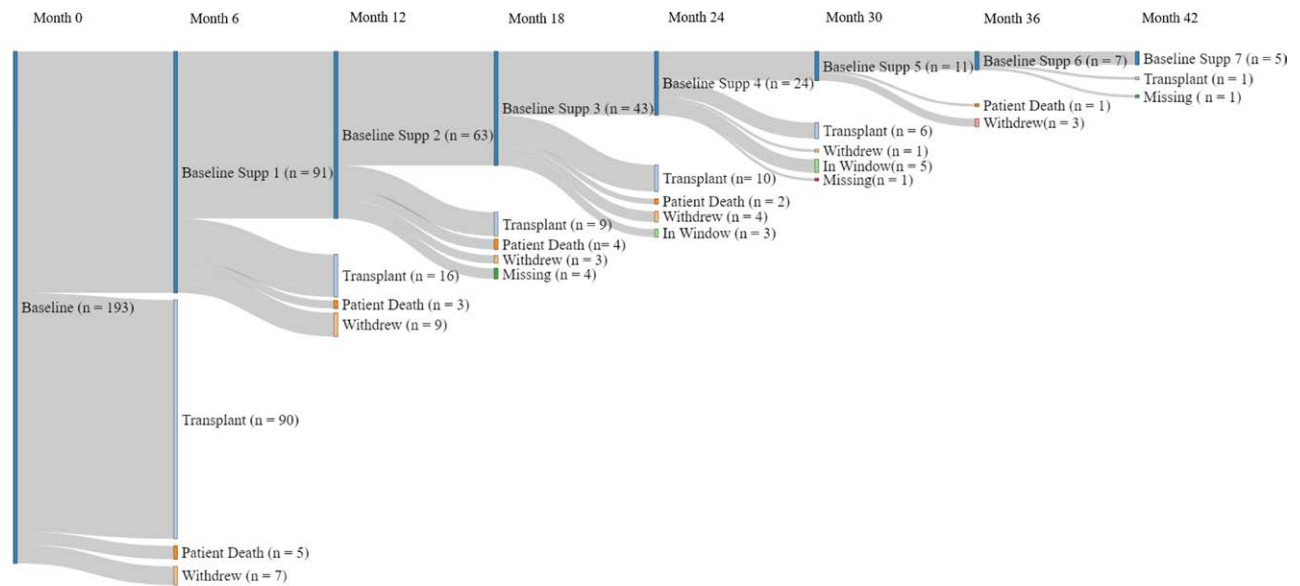 Month 0
Month 6
Month 12
Month 18
Month 24
Month 30
Month 36
Month 42
Baseline (n = 193)
Baseline Supp 1 (n = 91)
Transplant (n = 90)
Patient Death (n = 5)
Withdrew (n = 7)
Baseline Supp 2 (n = 63)
Transplant (n = 16)
Patient Death (n = 3)
Withdrew (n = 9)
Baseline Supp 3 (n = 43)
Transplant (n = 9)
Patient Death (n= 4)
Withdrew (n = 3)
Missing (n = 4)
Baseline Supp 4 (n = 24)
Transplant (n= 10)
Patient Death (n = 2)
Withdrew (n = 4)
In Window (n = 3)
Baseline Supp 5 (n = 11)
Transplant (n = 6)
Withdrew (n = 1)
In Window(n = 5)
Missing(n = 1)
Baseline Supp 6 (n = 7)
Patient Death (n = 1)
Withdrew(n = 3)
Baseline Supp 7 (n = 5)
Transplant (n = 1)
Missing ( n = 1)